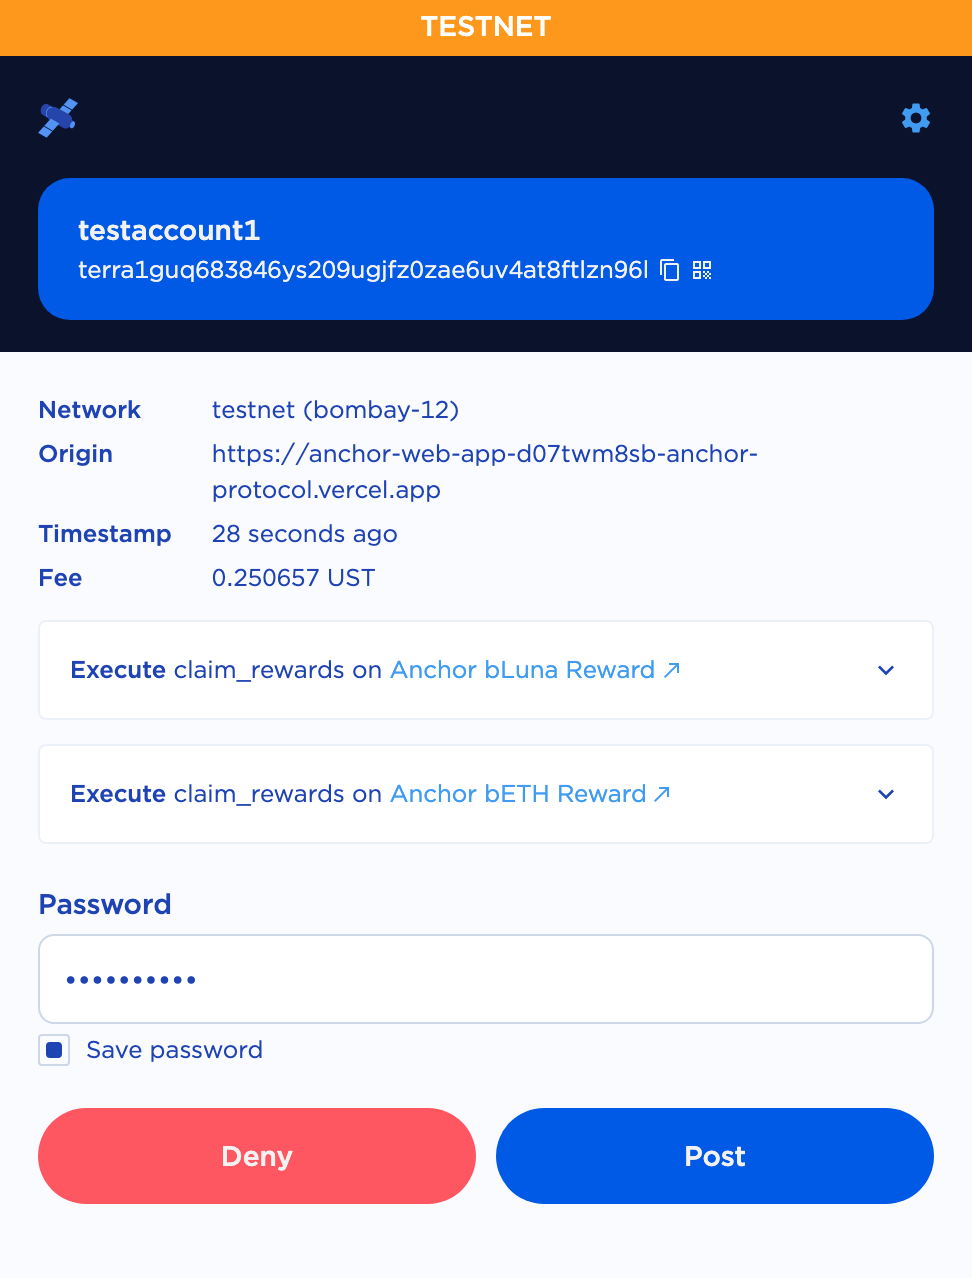 TESTNET
testaccount1
terra1guq683846ys209ugjfz0zae6uv4at8ftlzn96l
Network testnet (bombay-12)
Origin https://anchor-web-app-d07twm8sb-anchor-
protocol.vercel.app
Timestamp 28 seconds ago
Fee 0.250657 UST
Execute claim_rewards on Anchor bLuna Reward
Execute claim_rewards on Anchor bETH Reward
Password
••••••••••
Save password
Deny Post